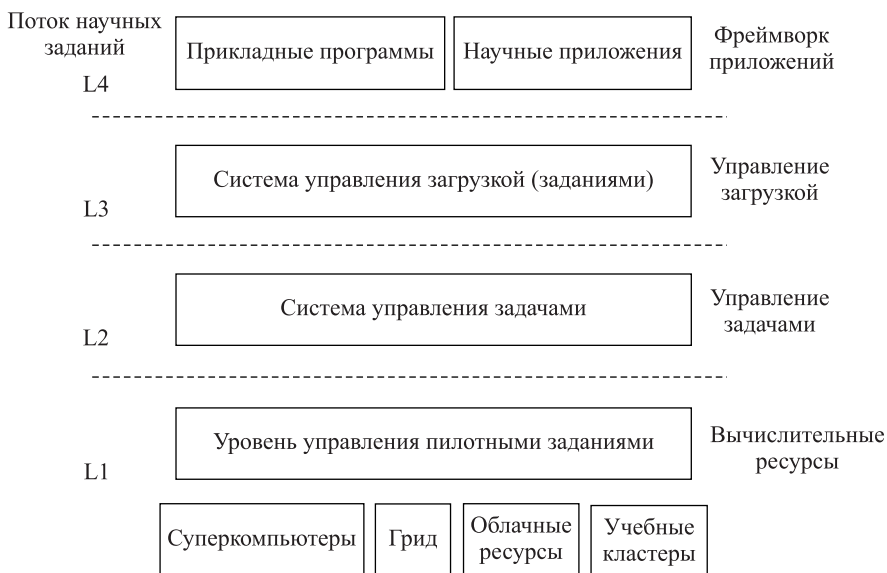 Поток научных
заданий
L4
Прикладные программы
Научные приложения
Фреймворк
приложений
Система управления загрузкой (заданиями)
Управление
загрузкой
L3
Система управления задачами
Управление
задачами
L2
Уровень управления пилотными заданиями
Вычислительные
ресурсы
L1
Суперкомпьютеры
Грид
Облачные
ресурсы
Учебные
кластеры